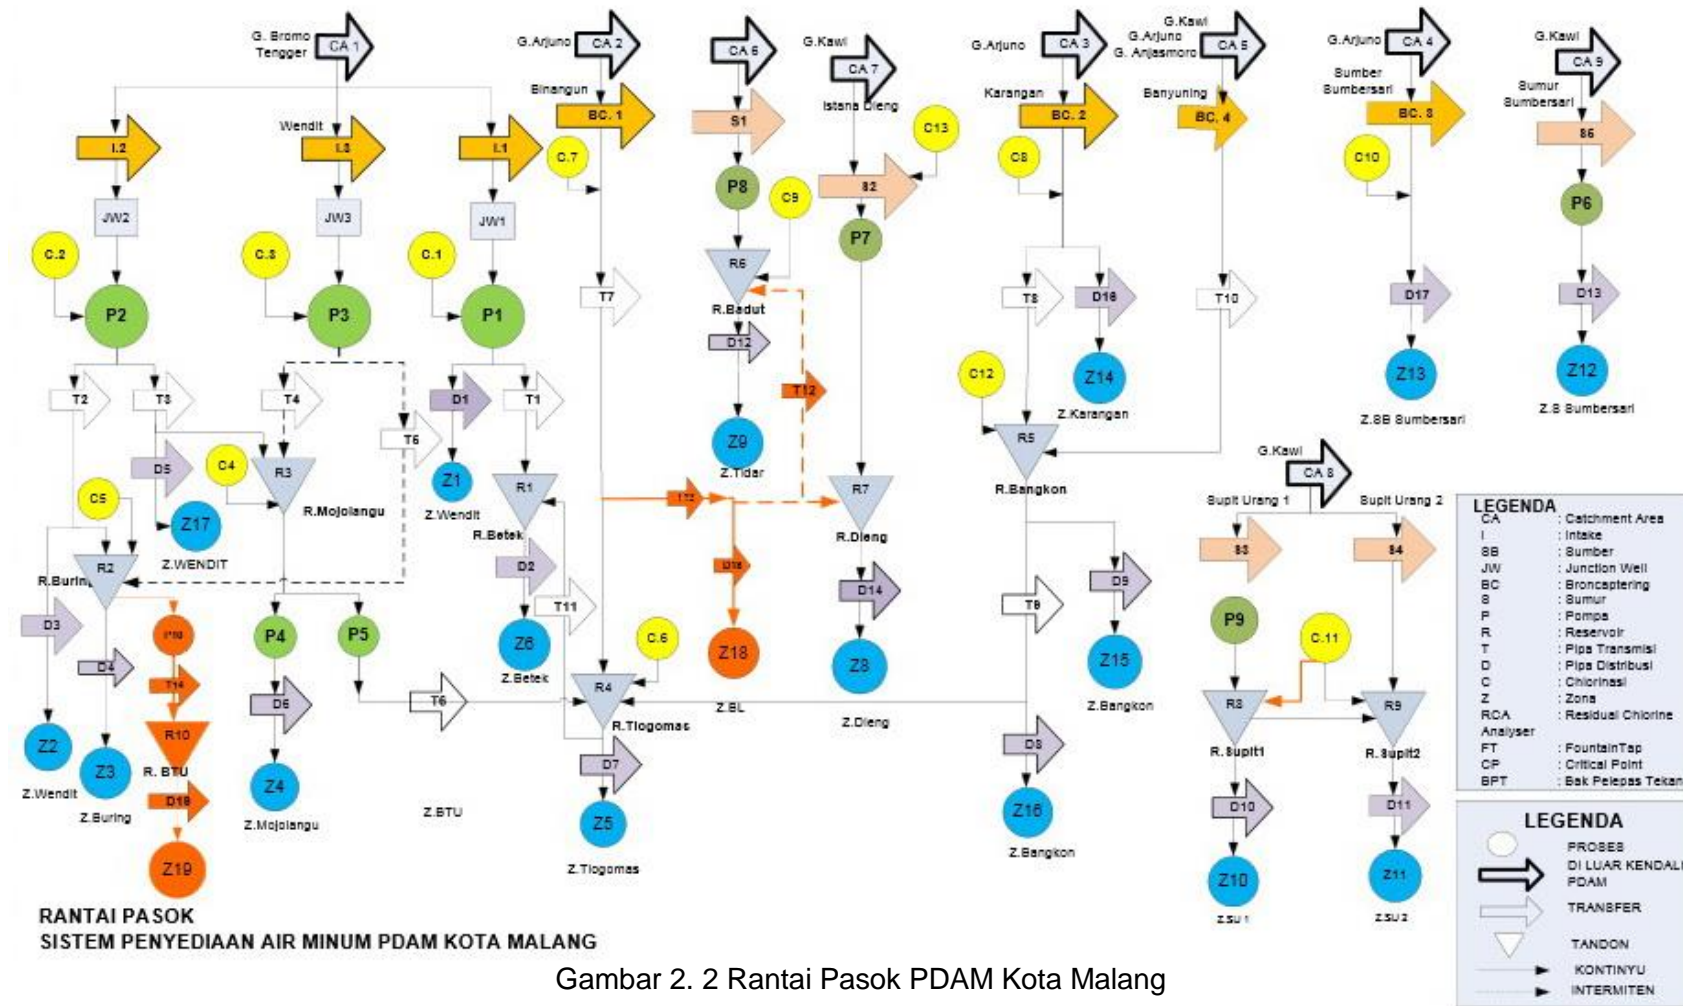 G. Bromo
Tengger
CA 1
G.Arjuno
CA 2
CA 6
G.Kawi
CA 7
G.Arjuno
CA 3
G.Kawi
G.Arjuno
G. Anjasmoro
CA 5
G.Arjuno
CA 4
G.Kawi
CA 9
Binangun
BC. 1
S1
Istana Dieng
C13
Karangan
BC. 2
Banyuning
BC. 4
Sumber
Sumbersari
BC. 3
Sumur
Sumbersari
S6
I.2
Wendit
I.3
I.1
C.7
P8
C9
S2
C8
C10
P6
JW2
JW3
JW1
P7
C.2
C.3
C.1
R6
R.Badut
P2
P3
P1
T7
D12
T8
D16
T10
D17
D13
T2
T3
T4
T5
D1
T1
T12
C12
Z14
Z.Karangan
Z13
Z.SB Sumbersari
Z12
Z.S Sumbersari
Z9
Z.Tidar
R5
R.Bangkon
D5
C4
R3
R.Mojolangu
Z1
Z.Wendit
R1
R.Betek
R7
R.Dieng
G.Kawi
CA 8
Supit Urang 1
Supit Urang 2
C5
Z17
Z.WENDIT
S3
S4
R2
R.Buring
D2
T11
D14
T9
D9
D3
D4
P10
P4
P5
Z6
Z.Betek
C.6
Z18
Z.BL
Z8
Z.Dieng
Z15
Z.Bangkon
P9
C.11
T14
D6
T6
R4
R.Tlogomas
R8
R.Supit1
R9
R.Supit2
Z2
Z.Wendit
Z3
Z.Buring
R10
R. BTU
D19
Z19
Z4
Z.Mojolangu
Z.BTU
D7
Z5
Z.Tlogomas
D8
Z16
Z.Bangkon
D10
Z10
Z.SU 1
D11
Z11
Z.SU 2
LEGENDA
CA : Catchment Area
I : Intake
SB : Sumber
JW : Junction Well
BC : Broncaptering
S : Sumur
P : Pompa
R : Reservoir
T : Pipa Transmisi
D : Pipa Distribusi
C : Chlorinasi
Z : Zona
RCA : Residual Chlorine
Analyser
FT : FountainTap
CP : Critical Point
BPT : Bak Pelepas Tekan
LEGENDA
PROSES
DI LUAR KENDALI
PDAM
TRANSFER
TANDON
KONTINYU
INTERMITEN
RANTAI PASOK
SISTEM PENYEDIAAN AIR MINUM PDAM KOTA MALANG
Gambar 2. 2 Rantai Pasok PDAM Kota Malang